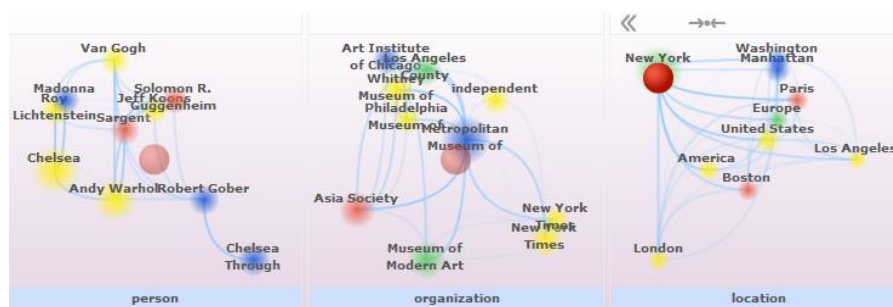 Van Gogh
Madonna
Solomon R.
Roy
Jeff Koons
Lichtenstein
Guggenheim
Sargent
Chelsea
Andy Warhol
Robert Gober
Chelsea
Through
person
Art Institute
of Chicago
Los Angeles
County
Whitney
Museum of
independent
Philadelphia
Museum of
Metropolitan
Museum of
Asia Society
New York
Times
New York
Times
Museum of
Modern Art
organization
New York
Washington
Manhattan
Paris
Europe
United States
Los Angeles
America
Boston
London
location